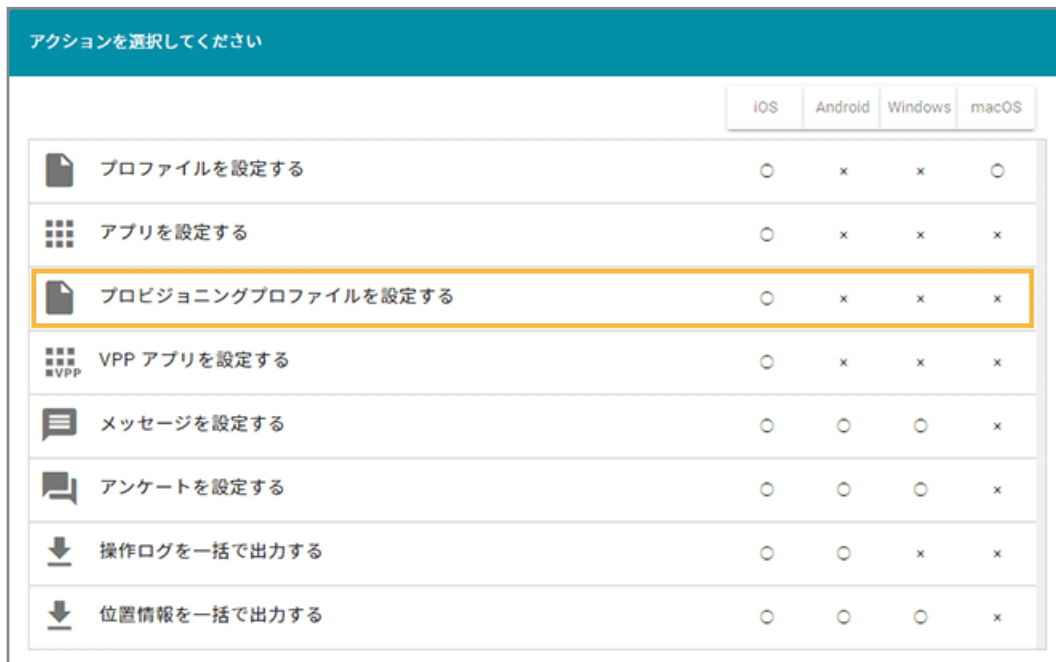 アクションを選択してください
iOS Android Windows macOS
プロファイルを設定する ○ × × ○
アプリを設定する ○ × × ×
プロビジョニングプロファイルを設定する ○ × × ×
VPP VPP アプリを設定する ○ × × ×
メッセージを設定する ○ ○ ○ ×
アンケートを設定する ○ ○ ○ ×
操作ログを一括で出力する ○ ○ × ×
位置情報を一括で出力する ○ ○ ○ ×